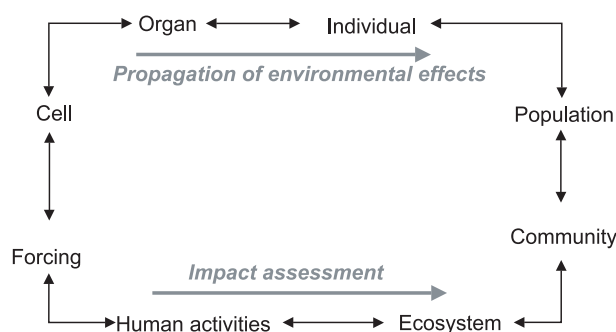 Organ
Individual
Propagation of environmental effects
Cell
Population
Community
Forcing
Impact assessment
Human activities
Ecosystem